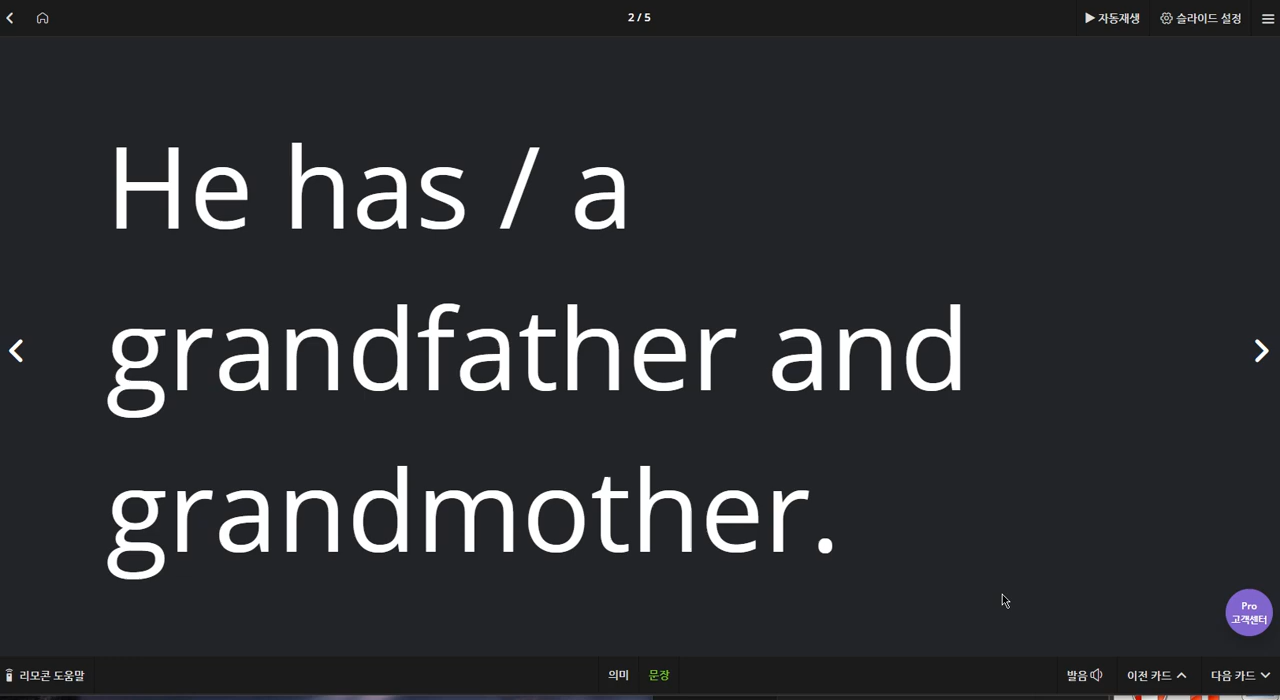 2 / 5
자동재생
슬라이드 설정
He has / a
grandfather and
grandmother.
Pro
고객센터
리모콘 도움말
의미
문장
발음
이전 카드
다음 카드